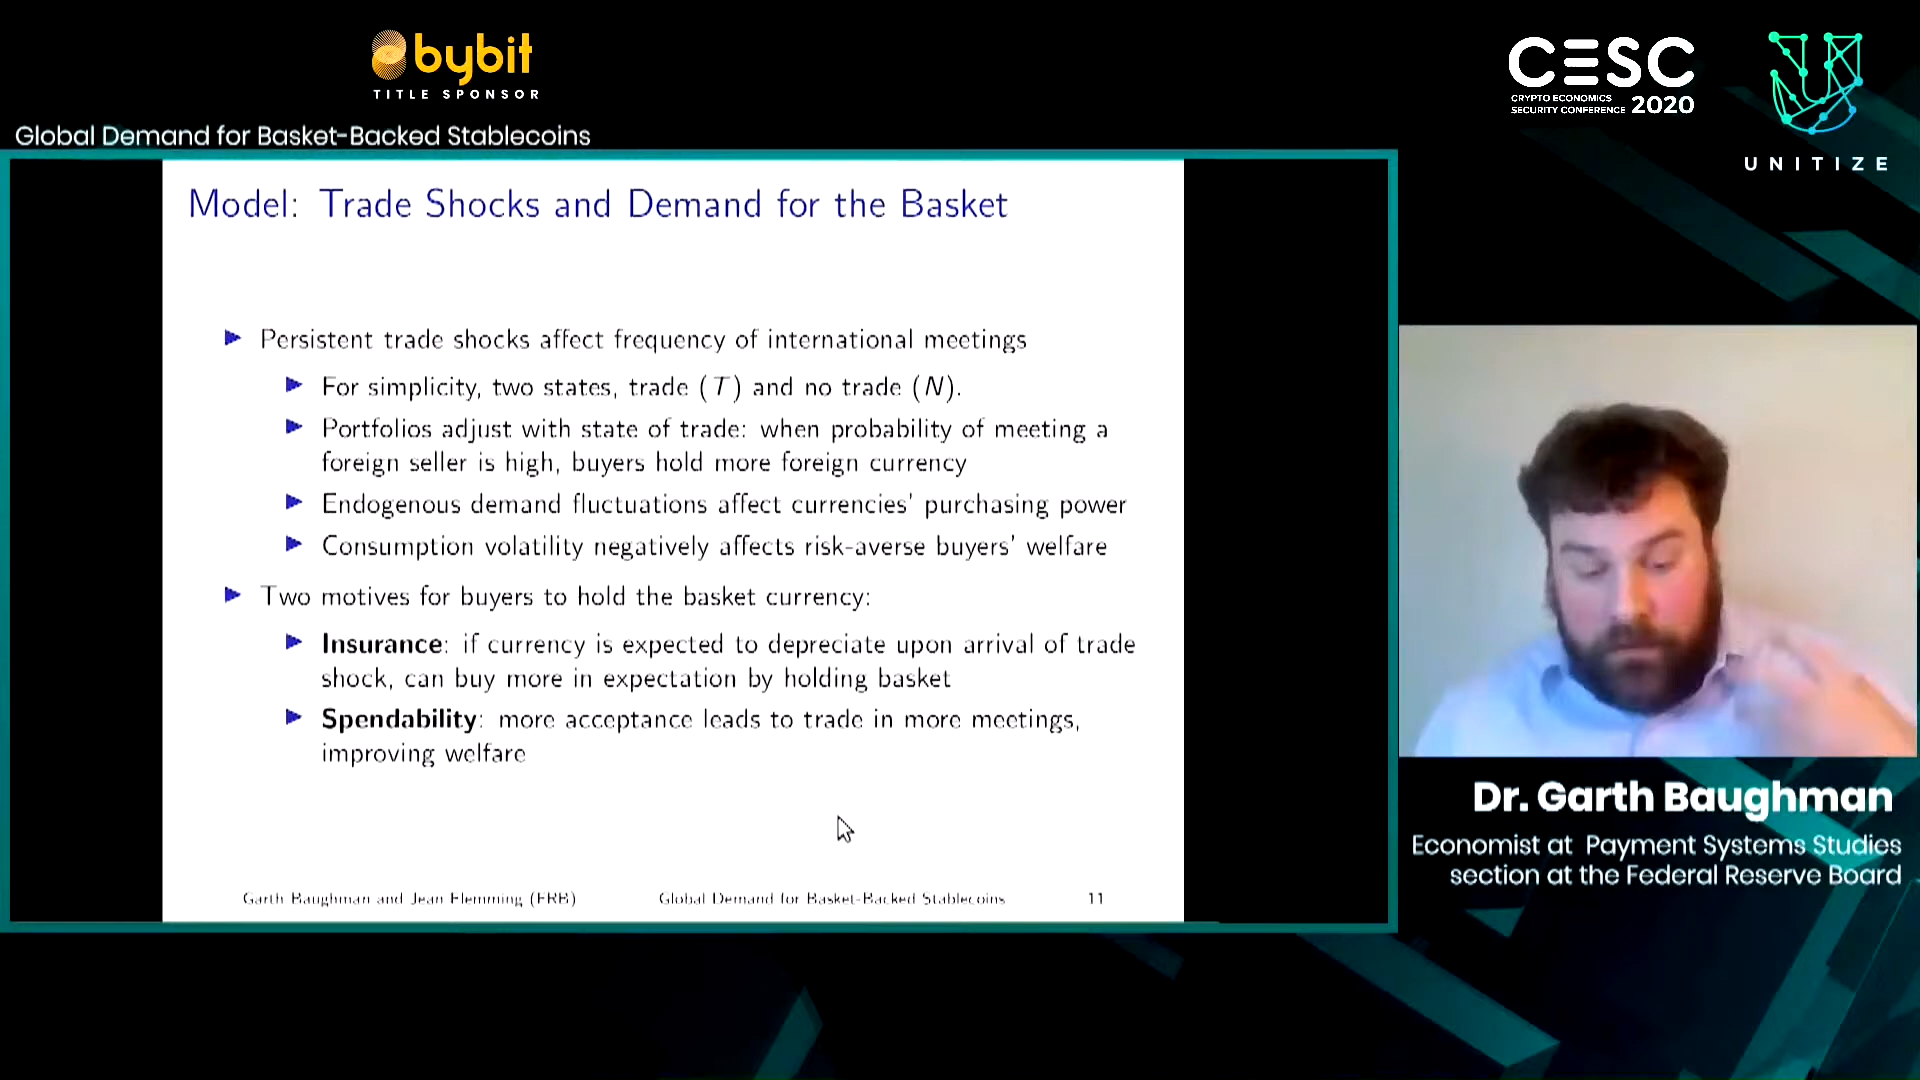 bybit
TITLE SPONSOR
CESC
CRYPTO ECONOMICS
SECURITY CONFERENCE 2020
UNITIZE
Global Demand for Basket-Backed Stablecoins
Model: Trade Shocks and Demand for the Basket
Persistent trade shocks affect frequency of international meetings
For simplicity, two states, trade (T) and no trade (N).
Portfolios adjust with state of trade: when probability of meeting a
foreign seller is high, buyers hold more foreign currency
Endogenous demand fluctuations affect currencies' purchasing power
Consumption volatility negatively affects risk-averse buyers' welfare
Two motives for buyers to hold the basket currency:
Insurance: if currency is expected to depreciate upon arrival of trade
shock, can buy more in expectation by holding basket
Spendability: more acceptance leads to trade in more meetings,
improving welfare
Garth Baughman and Jean Flemming (FRB) Global Demand for Basket-Backed Stablecoins 11
Dr. Garth Baughman
Economist at Payment Systems Studies
section at the Federal Reserve Board